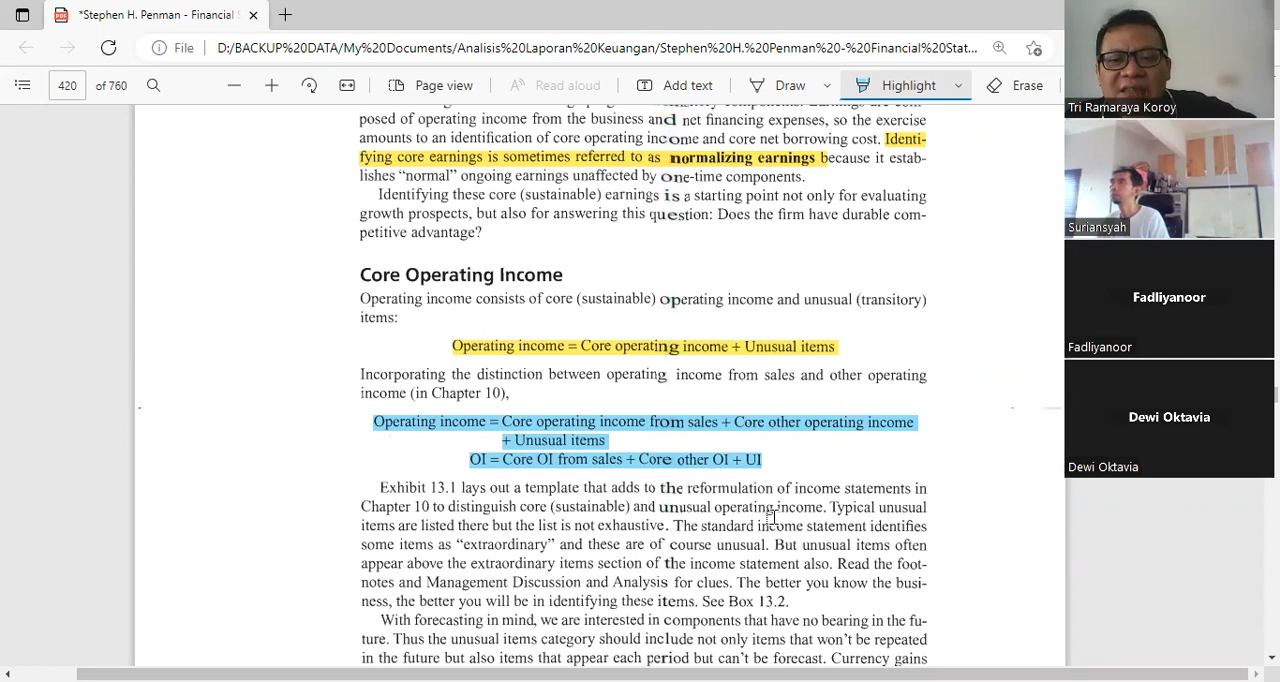 *Stephen H. Penman - Financial
File
D:/BACKUP%20DATA/My%20Documents/Analisis%20Laporan%20Keuangan/Stephen%20H.%20Penman%20-%20Financial%20Stat...
420 of 760
Page view
Read aloud
Add text
Draw
Highlight
Erase
posed of operating income from the business and net financing expenses, so the exercise
amounts to an identification of core operating income and core net borrowing cost. Identi-
fying core earnings is sometimes referred to as normalizing earnings because it estab-
lishes “normal” ongoing earnings unaffected by one-time components.
Identifying these core (sustainable) earnings is a starting point not only for evaluating
growth prospects, but also for answering this question: Does the firm have durable com-
petitive advantage?
Core Operating Income
Operating income consists of core (sustainable) operating income and unusual (transitory)
items:
Operating income = Core operating income + Unusual items
Incorporating the distinction between operating income from sales and other operating
income (in Chapter 10),
Operating income = Core operating income from sales + Core other operating income
+ Unusual items
OI = Core OI from sales + Core other OI + UI
Exhibit 13.1 lays out a template that adds to the reformulation of income statements in
Chapter 10 to distinguish core (sustainable) and unusual operating income. Typical unusual
items are listed there but the list is not exhaustive. The standard income statement identifies
some items as “extraordinary” and these are of course unusual. But unusual items often
appear above the extraordinary items section of the income statement also. Read the foot-
notes and Management Discussion and Analysis for clues. The better you know the busi-
ness, the better you will be in identifying these items. See Box 13.2.
With forecasting in mind, we are interested in components that have no bearing in the fu-
ture. Thus the unusual items category should include not only items that won’t be repeated
in the future but also items that appear each period but can’t be forecast. Currency gains
Tri Ramaraya Koroy
Suriansyah
Fadliyanoor
Fadliyanoor
Dewi Oktavia
Dewi Oktavia